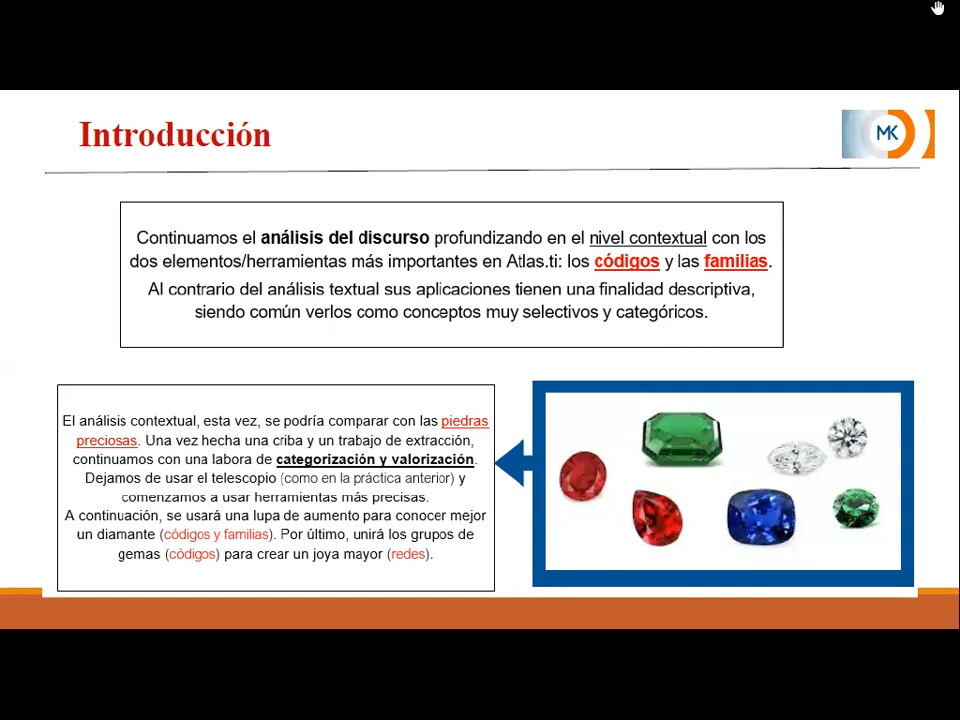 Introducción
MK
Continuamos el análisis del discurso profundizando en el nivel contextual con los
dos elementos/herramientas más importantes en Atlas.ti: los códigos y las familias.
Al contrario del análisis textual sus aplicaciones tienen una finalidad descriptiva,
siendo común verlos como conceptos muy selectivos y categóricos.
El análisis contextual, esta vez, se podría comparar con las piedras
preciosas. Una vez hecha una criba y un trabajo de extracción,
continuamos con una labora de categorización y valorización.
Dejamos de usar el telescopio (como en la práctica anterior) y
comenzamos a usar herramientas más precisas.
A continuación, se usará una lupa de aumento para conocer mejor
un diamante (códigos y familias). Por último, unirá los grupos de
gemas (códigos) para crear un joya mayor (redes).